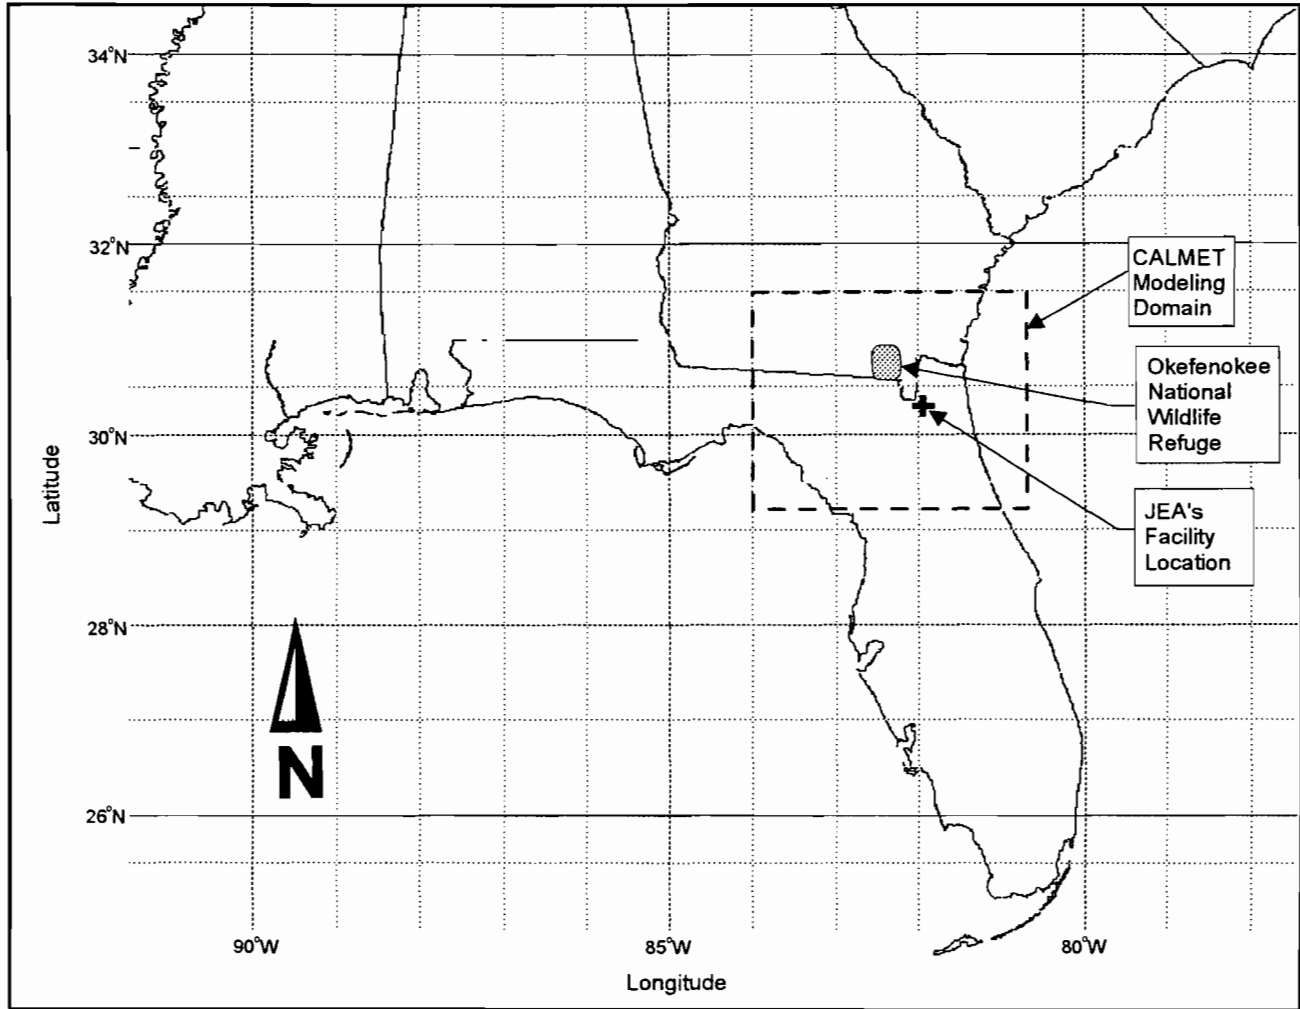 34°N
32°N
30°N
28°N
26°N
Latitude
90°W
85°W
80°W
Longitude
N
CALMET
Modeling
Domain
Okefenokee
National
Wildlife
Refuge
JEA's
Facility
Location